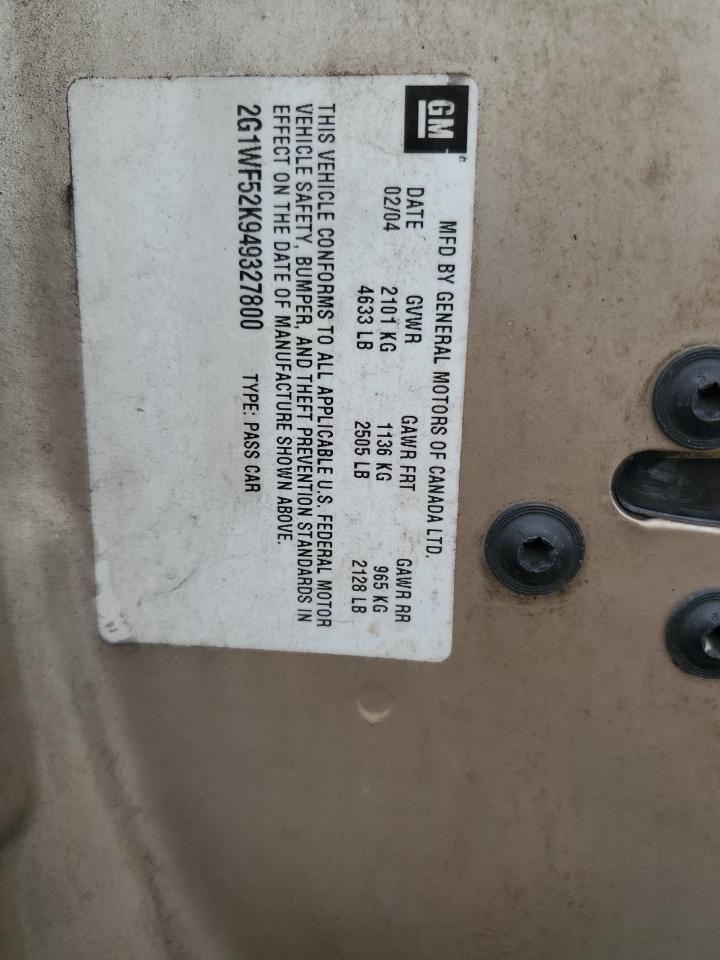 GM
MFD BY GENERAL MOTORS OF CANADA LTD.
DATE GVWR GAWR FRT GAWR RR
02/04 2101 KG 1136 KG 965 KG
4633 LB 2505 LB 2128 LB
THIS VEHICLE CONFORMS TO ALL APPLICABLE U.S. FEDERAL MOTOR
VEHICLE SAFETY, BUMPER, AND THEFT PREVENTION STANDARDS IN
EFFECT ON THE DATE OF MANUFACTURE SHOWN ABOVE.
2G1WF52K949327800 TYPE: PASS CAR